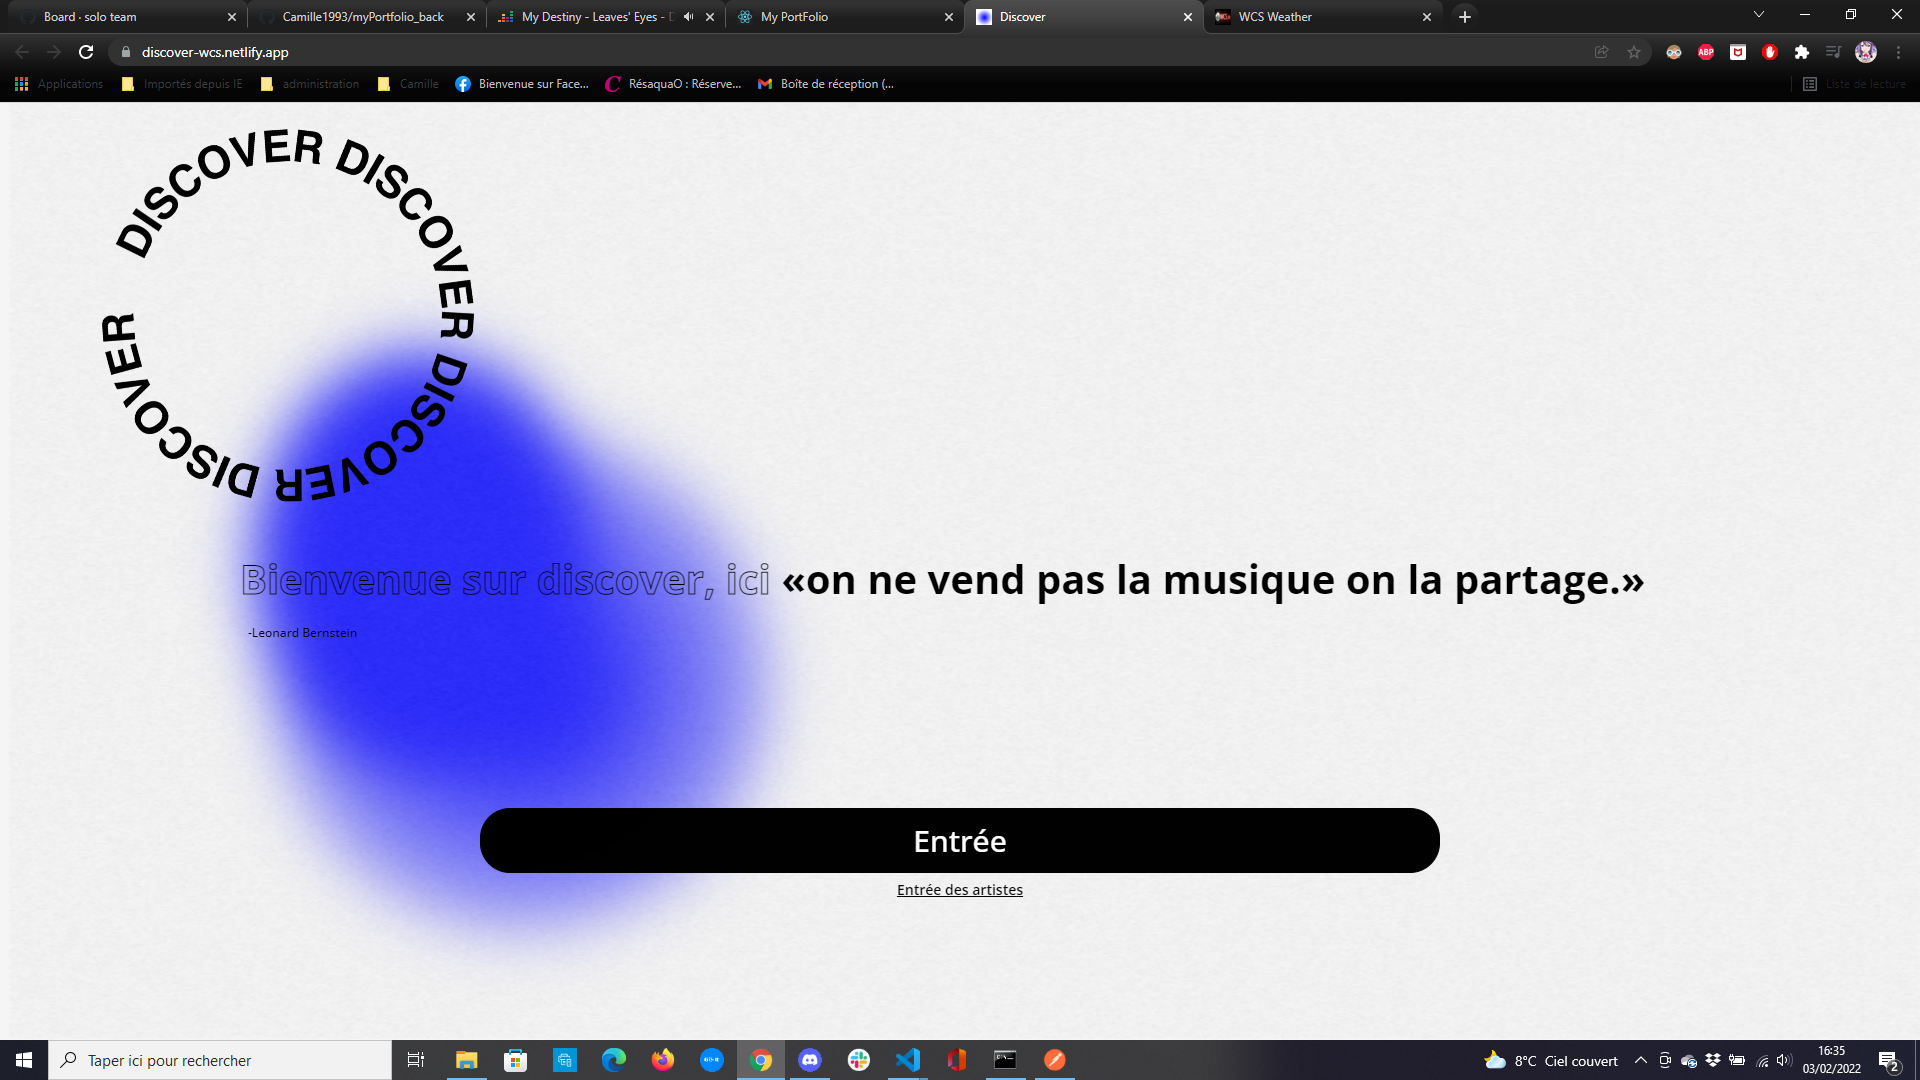 Board · solo team
Camille1993/myPortfolio_back
My Destiny - Leaves' Eyes -
My PortFolio
Discover
WCS Weather
discover-wcs.netlify.app
Applications
Importés depuis IE
administration
Camille
Bienvenue sur Face...
RésaquaO : Réserve...
Boîte de réception (...
Liste de lecture
ABP
DISCOVER DISCOVER DISCOVER DISCOVER
Bienvenue sur discover, ici «on ne vend pas la musique on la partage.»
-Leonard Bernstein
Entrée
Entrée des artistes
Taper ici pour rechercher
8°C Ciel couvert
16:35
03/02/2022
2